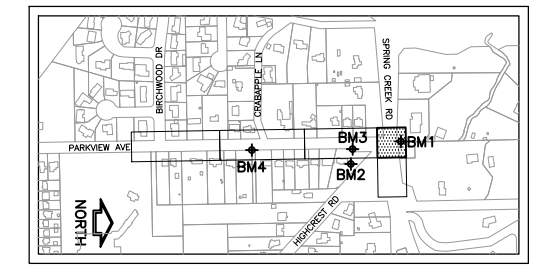 BIRCHWOOD DR
CRABAPPLE LN
SPRING CREEK RD
PARKVIEW AVE
BM3
BM1
BM4
BM2
HIGHCREST RD
NORTH